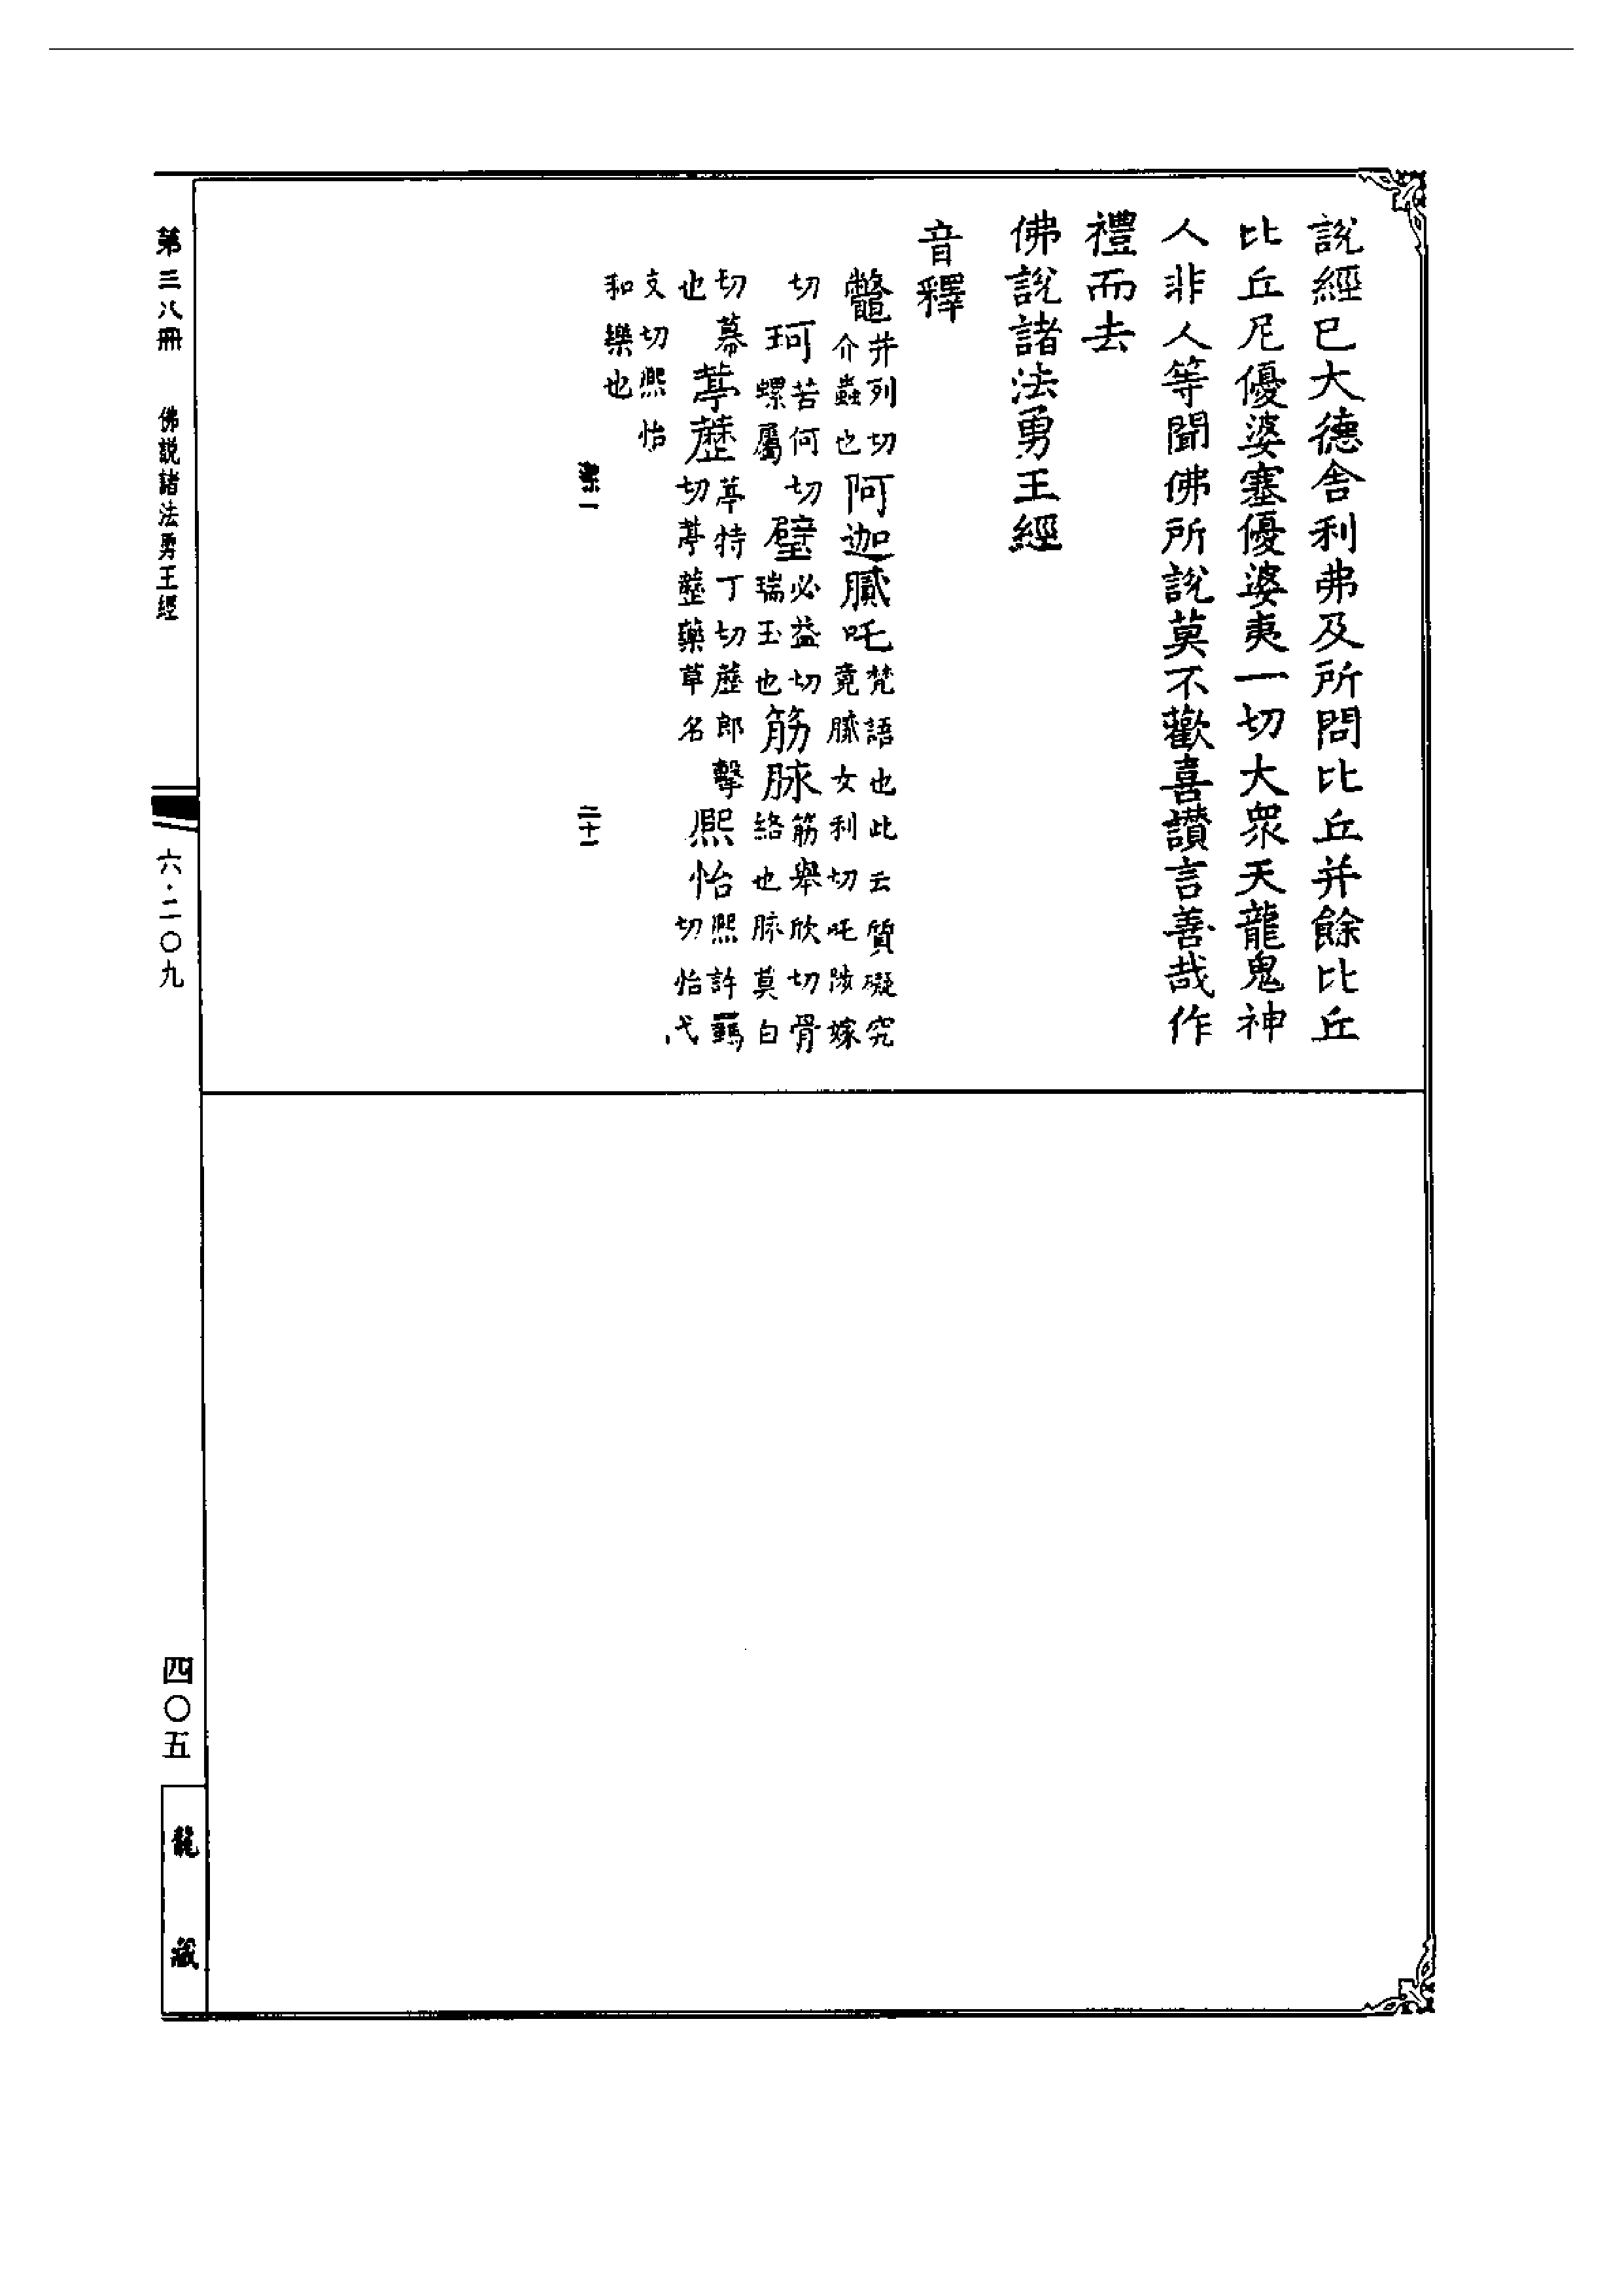 說經已大德舍利弗及所問比丘并餘比丘
比丘尼優婆塞優婆夷一切大眾天龍鬼神
人非人等聞佛所說莫不歡喜讚言善哉作
禮而去
佛說諸法勇王經
音釋
鼈 并列切介蟲也 阿迦膩吒 梵語也此云質礙究竟膩女利切吒陟嫁
切 珂 苦何切螺屬 璧 必益切瑞玉也 筋脉 筋舉欣切骨絡也脉莫白
切幕也 葶藶 葶特丁切藶郎擊切葶藶藥草名 熙怡 熙許羈切怡弋
支切熙怡和樂也
二十一
第三八冊 佛說諸法勇王經
六·二〇九
四〇五
龍藏